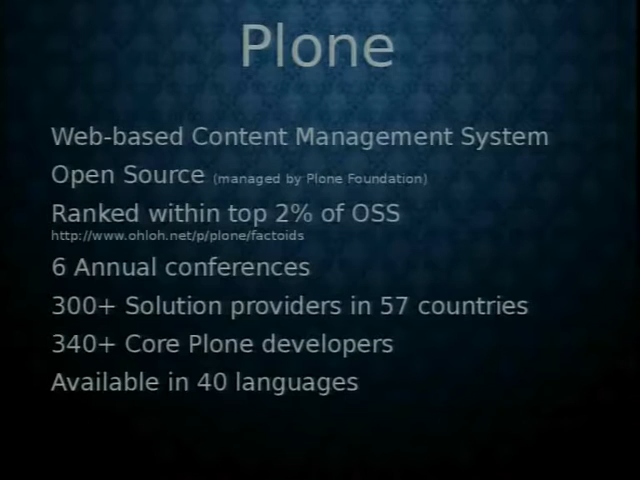 Plone
Web-based Content Management System
Open Source (managed by Plone Foundation)
Ranked within top 2% of OSS
http://www.ohloh.net/p/plone/factoids
6 Annual conferences
300+ Solution providers in 57 countries
340+ Core Plone developers
Available in 40 languages